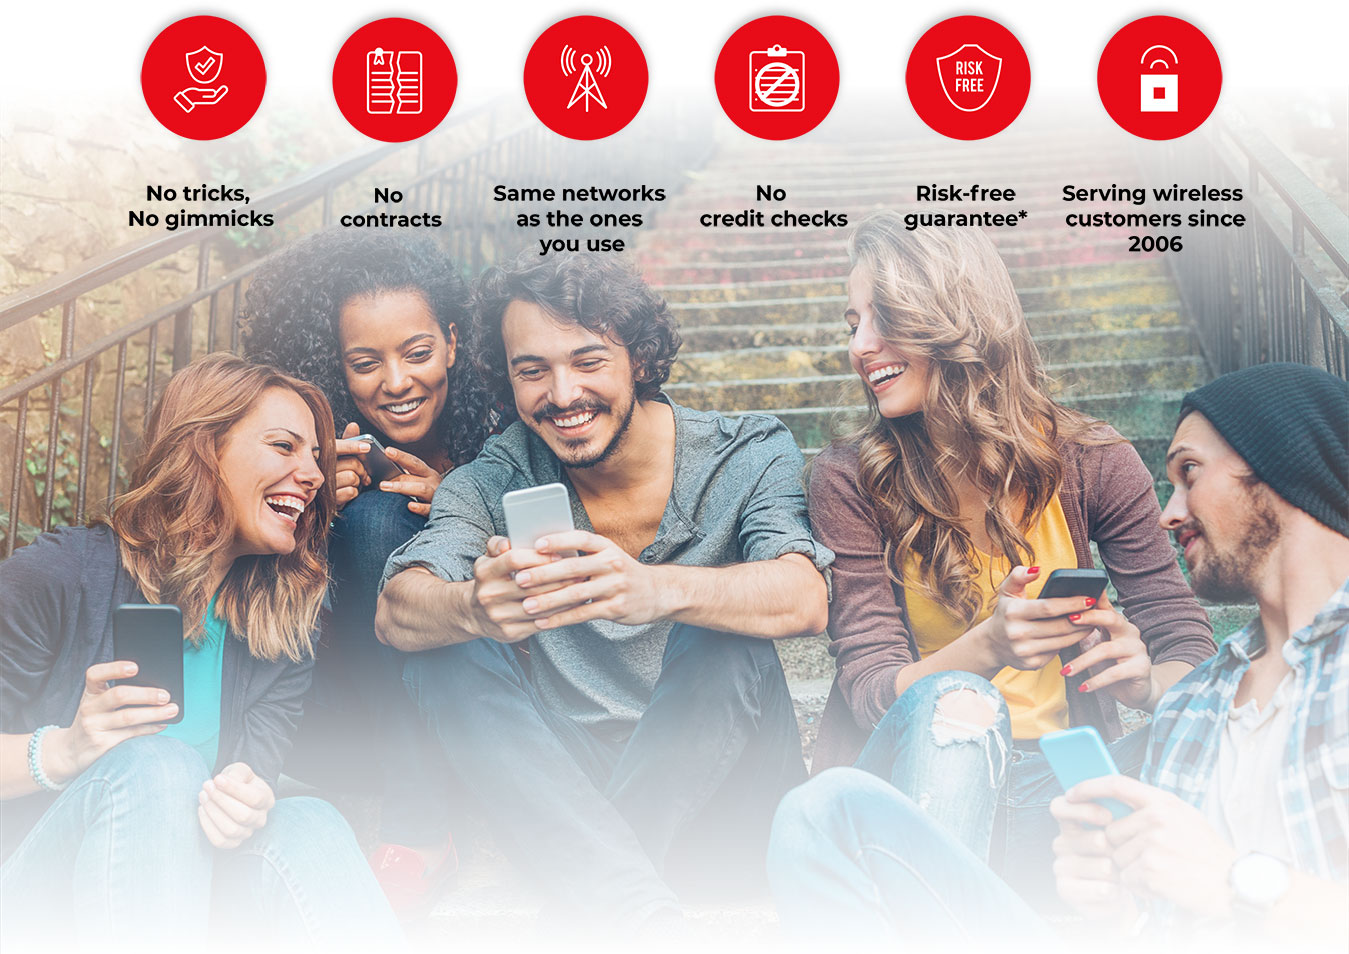 RISK
FREE
No tricks,
No gimmicks
No
contracts
Same networks
as the ones
you use
No
credit checks
Risk-free
guarantee*
Serving wireless
customers since
2006